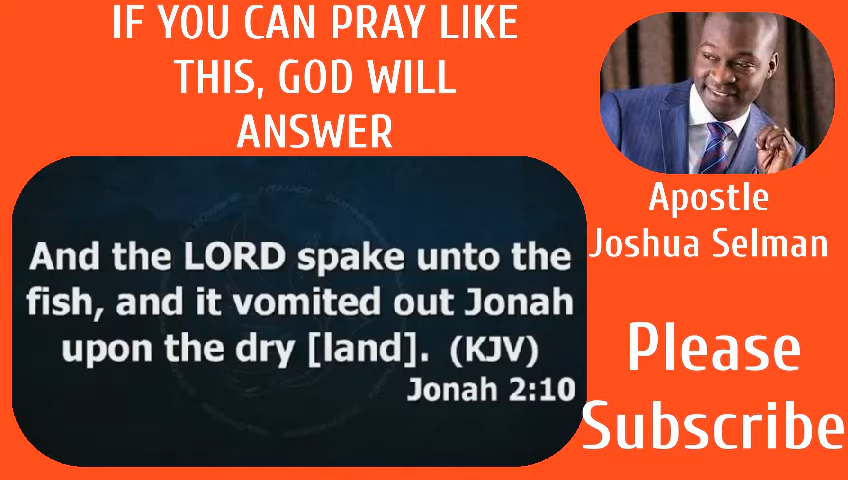 IF YOU CAN PRAY LIKE
THIS, GOD WILL
ANSWER
And the LORD spake unto the
fish, and it vomited out Jonah
upon the dry [land]. (KJV)
Jonah 2:10
Apostle
Joshua Selman
Please
Subscribe